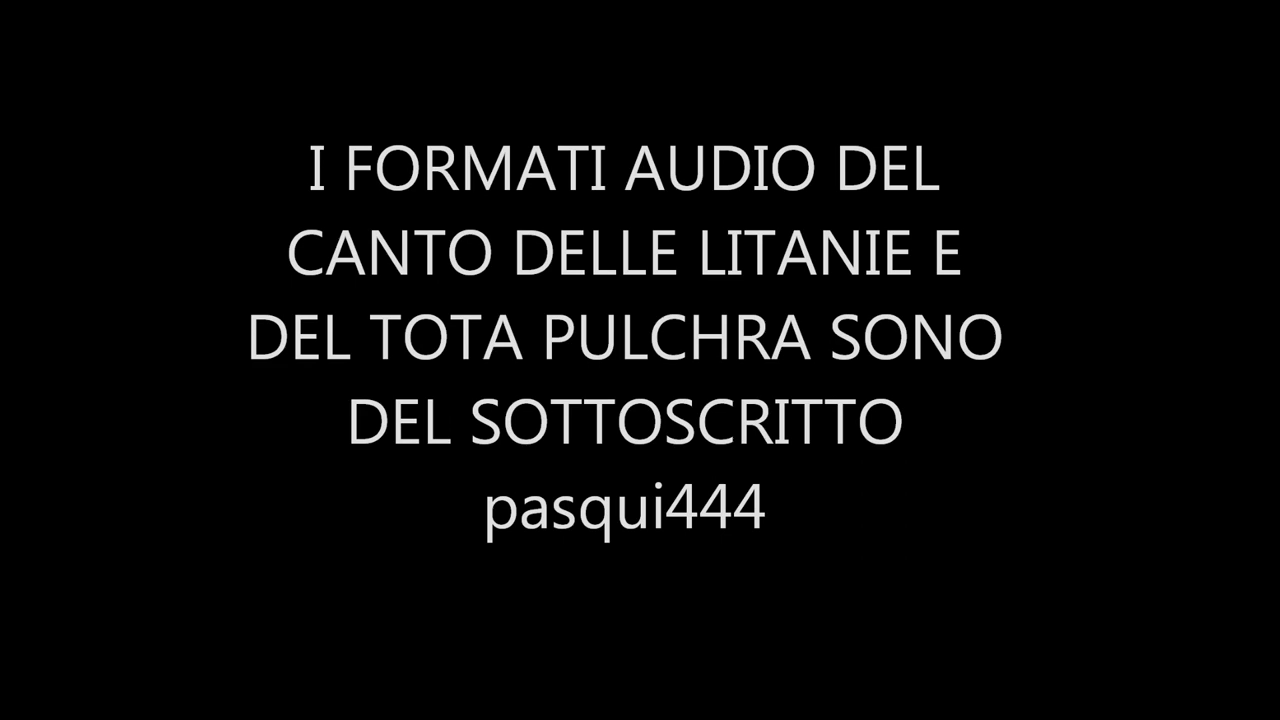 I FORMATI AUDIO DEL
CANTO DELLE LITANIE E
DEL TOTA PULCHRA SONO
DEL SOTTOSCRITTO
pasqui444